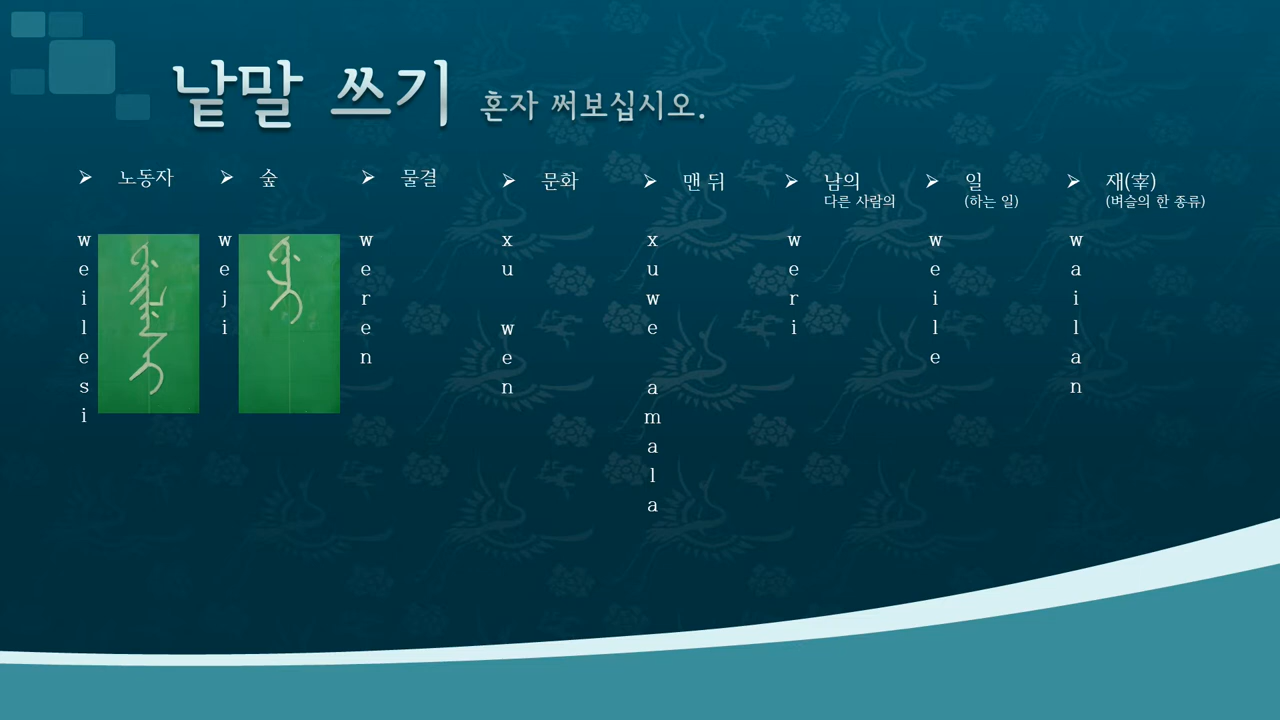 낱말 쓰기 혼자 써보십시오.
노동자
weilesi
숲
weji
물결
weren
문화
xu wen
맨 뒤
xuwe amala
남의
다른 사람의
weri
일
(하는 일)
weile
재(宰)
(벼슬의 한 종류)
wailan